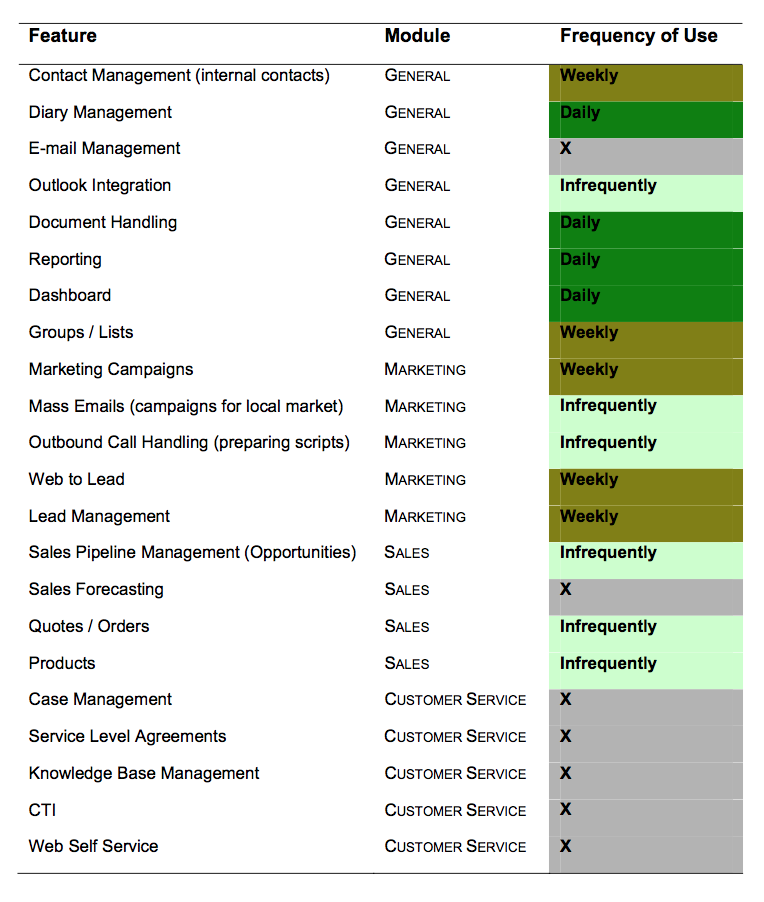 Feature Module Frequency of Use
Contact Management (internal contacts) GENERAL Weekly
Diary Management GENERAL Daily
E-mail Management GENERAL X
Outlook Integration GENERAL Infrequently
Document Handling GENERAL Daily
Reporting GENERAL Daily
Dashboard GENERAL Daily
Groups / Lists GENERAL Weekly
Marketing Campaigns MARKETING Weekly
Mass Emails (campaigns for local market) MARKETING Infrequently
Outbound Call Handling (preparing scripts) MARKETING Infrequently
Web to Lead MARKETING Weekly
Lead Management MARKETING Weekly
Sales Pipeline Management (Opportunities) SALES Infrequently
Sales Forecasting SALES X
Quotes / Orders SALES Infrequently
Products SALES Infrequently
Case Management CUSTOMER SERVICE X
Service Level Agreements CUSTOMER SERVICE X
Knowledge Base Management CUSTOMER SERVICE X
CTI CUSTOMER SERVICE X
Web Self Service CUSTOMER SERVICE X